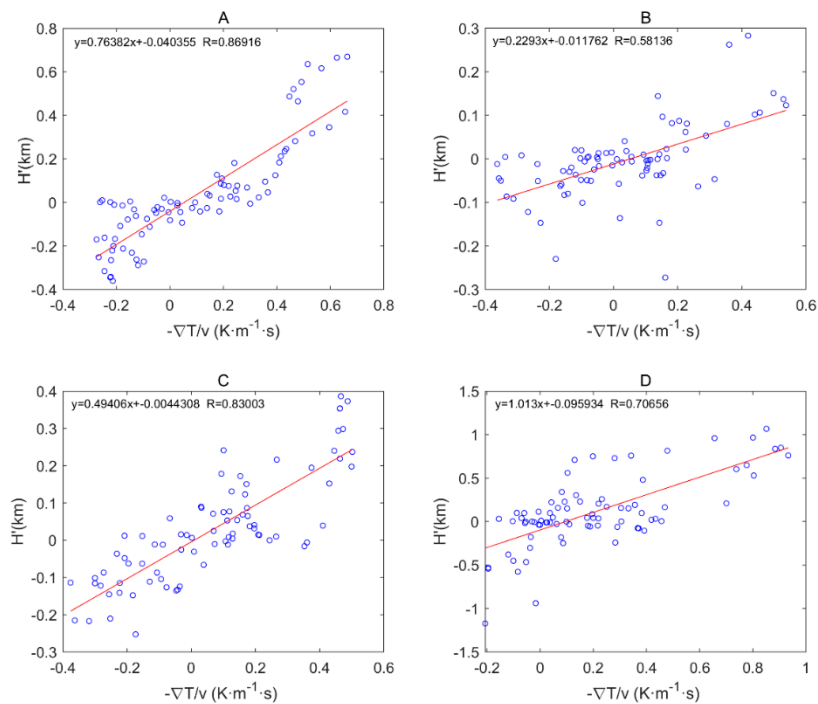 A
y=0.76382x+-0.040355 R=0.86916
H'(km)
0.8
0.6
0.4
0.2
0
-0.2
-0.4
-0.4 -0.2 0 0.2 0.4 0.6 0.8
-∇T/v (K·m⁻¹·s)
B
y=0.2293x+-0.011762 R=0.58136
H'(km)
0.3
0.2
0.1
0
-0.1
-0.2
0.3
-0.4 -0.2 0 0.2 0.4 0.6
-∇T/v (K·m⁻¹·s)
C
y=0.49406x+-0.0044308 R=0.83003
H'(km)
0.4
0.3
0.2
0.1
0
-0.1
-0.2
-0.3
-0.4 -0.2 0 0.2 0.4 0.6
-∇T/v (K·m⁻¹·s)
D
y=1.013x+-0.095934 R=0.70656
H'(km)
1.5
1
0.5
0
-0.5
-1
-1.5
-0.2 0 0.2 0.4 0.6 0.8 1
-∇T/v (K·m⁻¹·s)